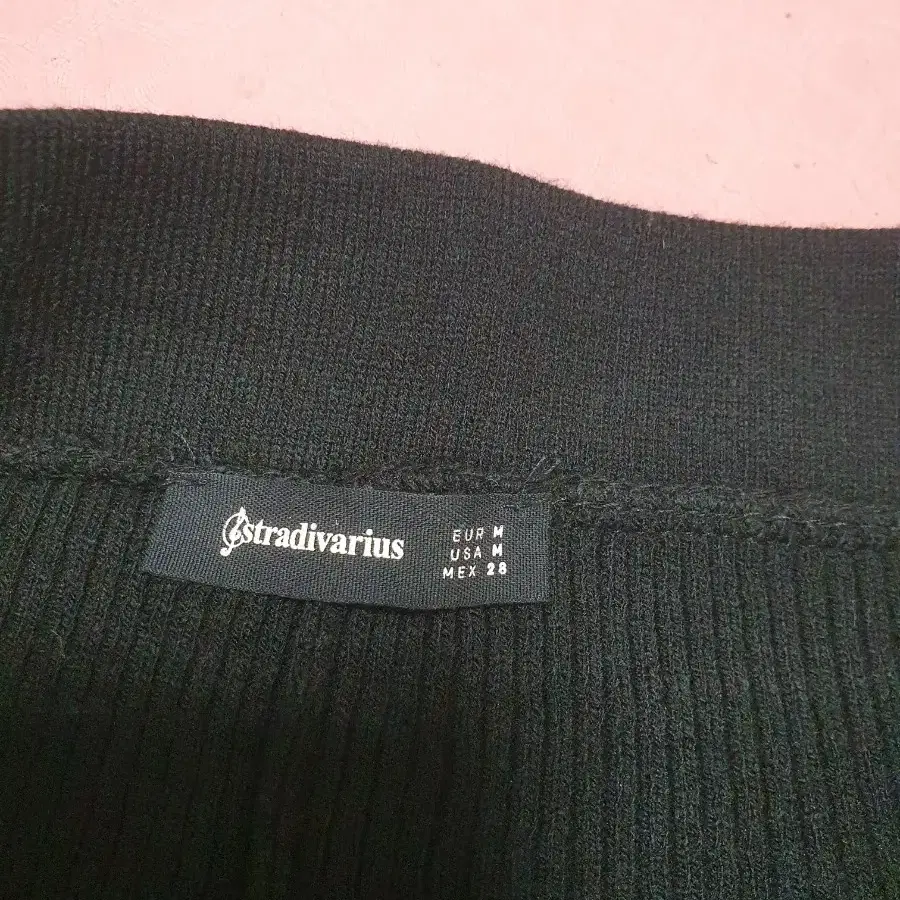 stradivarius
EUR M
USA M
MEX 28